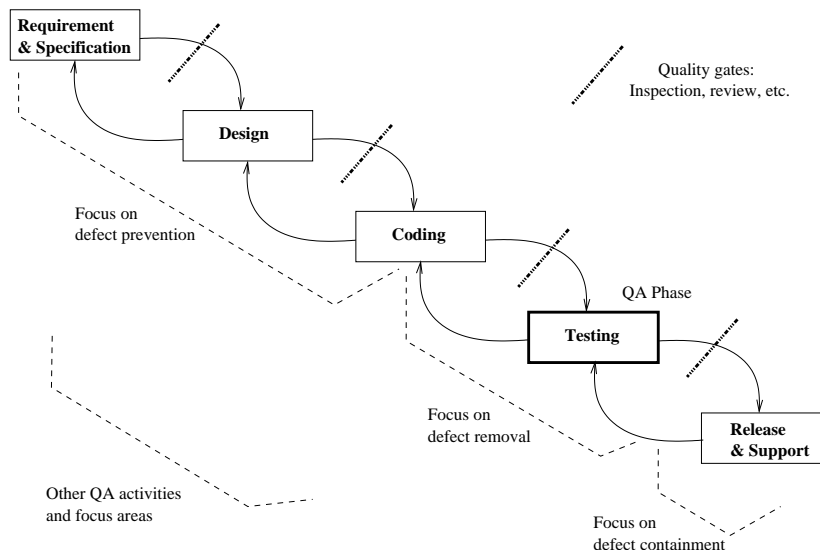 Requirement
& Specification
Quality gates:
Inspection, review, etc.
Design
Focus on
defect prevention
Coding
QA Phase
Testing
Focus on
defect removal
Release
& Support
Other QA activities
and focus areas
Focus on
defect containment